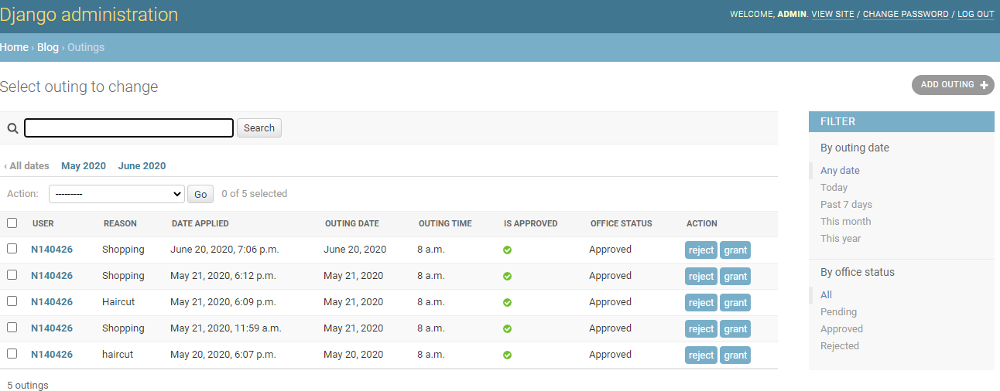 Django administration
WELCOME, ADMIN. VIEW SITE / CHANGE PASSWORD / LOG OUT
Home › Blog › Outings
Select outing to change
ADD OUTING +
Search
‹ All dates May 2020 June 2020
Action: --------- Go 0 of 5 selected
USER REASON DATE APPLIED OUTING DATE OUTING TIME IS APPROVED OFFICE STATUS ACTION
N140426 Shopping June 20, 2020, 7:06 p.m. June 20, 2020 8 a.m. Approved reject grant
N140426 Shopping May 21, 2020, 6:12 p.m. May 21, 2020 8 a.m. Approved reject grant
N140426 Haircut May 21, 2020, 6:09 p.m. May 21, 2020 8 a.m. Approved reject grant
N140426 Shopping May 21, 2020, 11:59 a.m. May 21, 2020 8 a.m. Approved reject grant
N140426 haircut May 20, 2020, 6:07 p.m. May 20, 2020 8 a.m. Approved reject grant
5 outings
FILTER
By outing date
Any date
Today
Past 7 days
This month
This year
By office status
All
Pending
Approved
Rejected